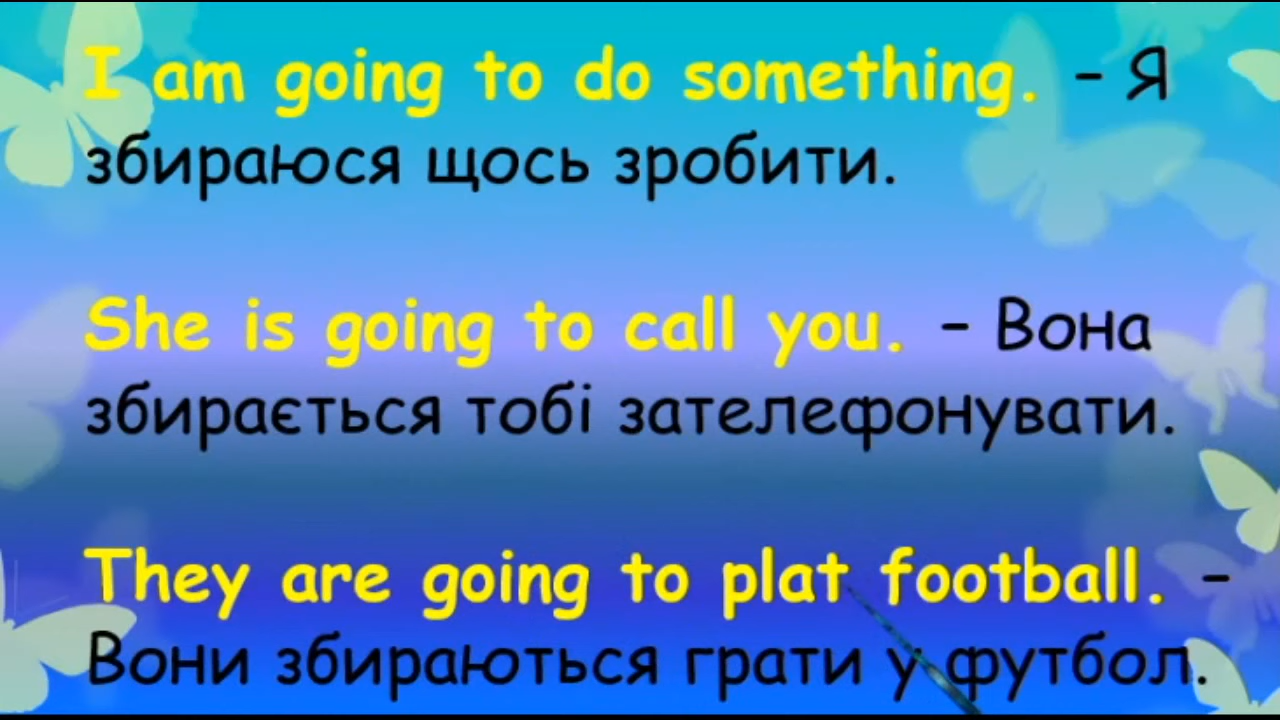 I am going to do something. – Я
збираюся щось зробити.
She is going to call you. – Вона
збирається тобі зателефонувати.
They are going to plat football. –
Вони збираються грати у футбол.